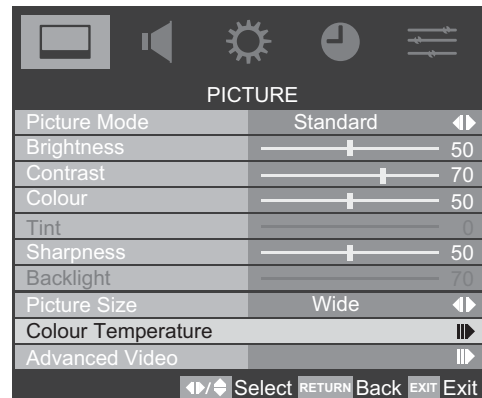 PICTURE
Picture Mode Standard
Brightness 50
Contrast 70
Colour 50
Tint 0
Sharpness 50
Backlight 70
Picture Size Wide
Colour Temperature
Advanced Video
/ Select RETURN Back EXIT Exit